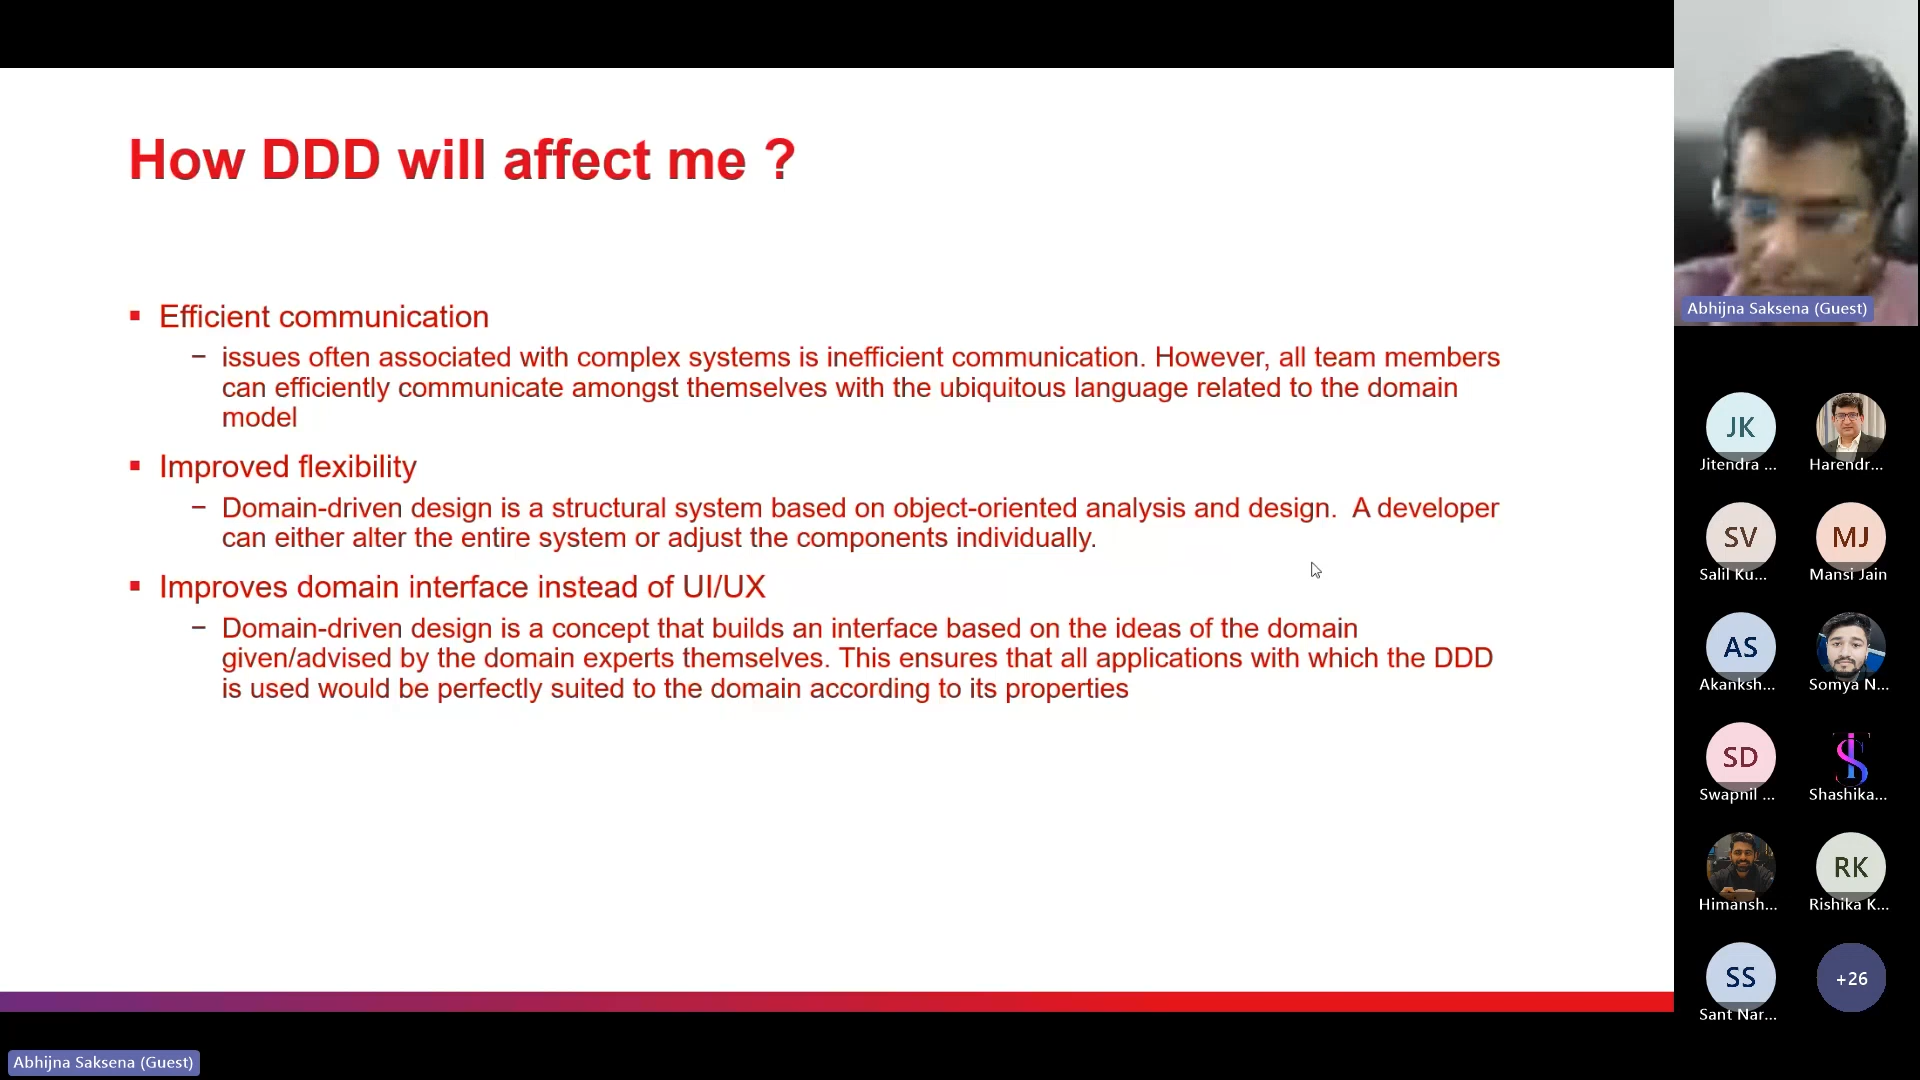 How DDD will affect me ?
▪ Efficient communication
– issues often associated with complex systems is inefficient communication. However, all team members
can efficiently communicate amongst themselves with the ubiquitous language related to the domain
model
▪ Improved flexibility
– Domain-driven design is a structural system based on object-oriented analysis and design.  A developer
can either alter the entire system or adjust the components individually.
▪ Improves domain interface instead of UI/UX
– Domain-driven design is a concept that builds an interface based on the ideas of the domain
given/advised by the domain experts themselves. This ensures that all applications with which the DDD
is used would be perfectly suited to the domain according to its properties
Abhijna Saksena (Guest)
JK
Jitendra ...
Harendr...
SV
Salil Ku...
MJ
Mansi Jain
AS
Akanksh...
Somya N...
SD
Swapnil ...
Shashika...
Himansh...
RK
Rishika K...
SS
Sant Nar...
+26
Abhijna Saksena (Guest)